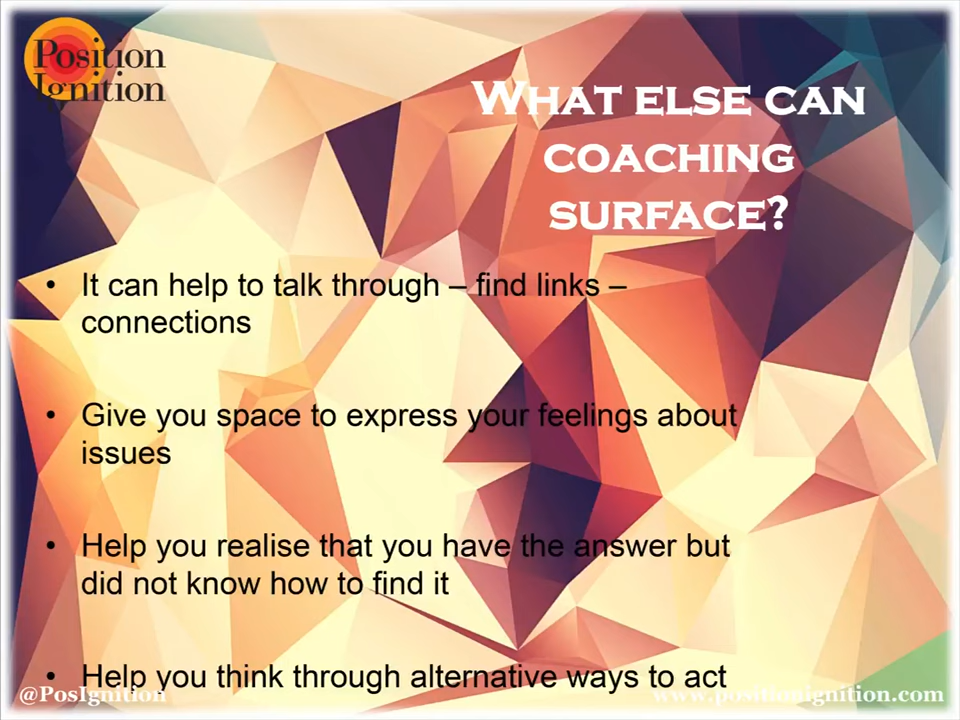 Position
Ignition
WHAT ELSE CAN
COACHING
SURFACE?
• It can help to talk through – find links –
connections
• Give you space to express your feelings about
issues
• Help you realise that you have the answer but
did not know how to find it
• Help you think through alternative ways to act
@PosIgnition
www.positionignition.com